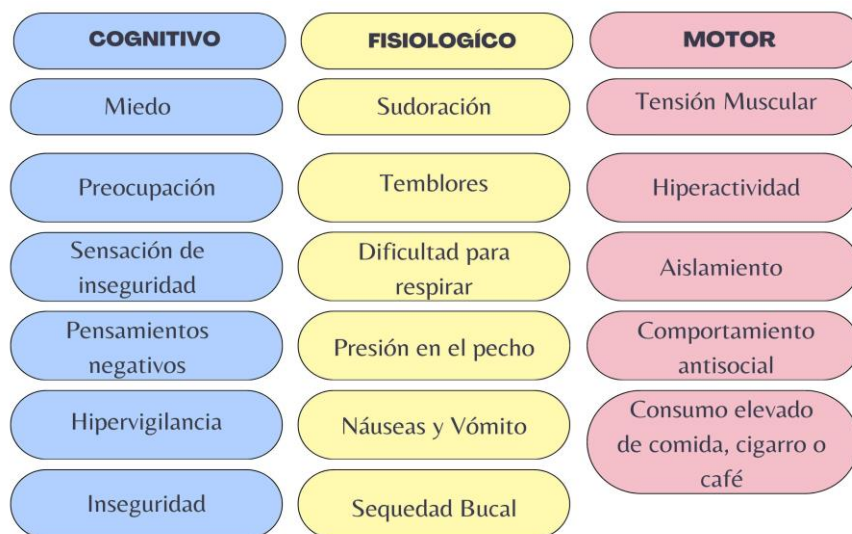 COGNITIVO
Miedo
Preocupación
Sensación de
inseguridad
Pensamientos
negativos
Hipervigilancia
Inseguridad
FISIOLOGÍCO
Sudoración
Temblores
Dificultad para
respirar
Presión en el pecho
Náuseas y Vómito
Sequedad Bucal
MOTOR
Tensión Muscular
Hiperactividad
Aislamiento
Comportamiento
antisocial
Consumo elevado
de comida, cigarro o
café